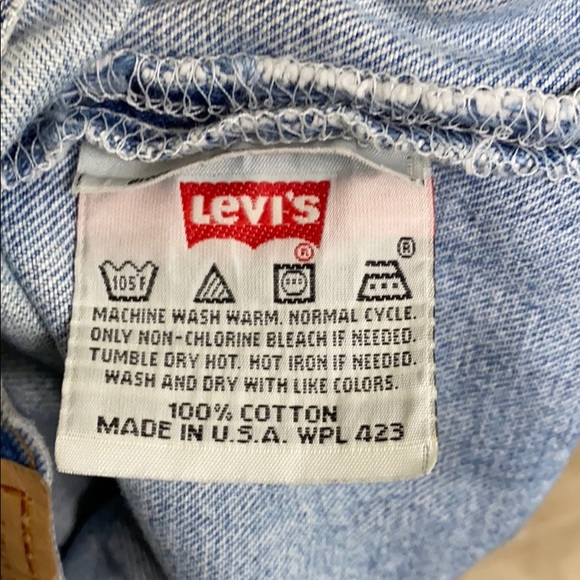 LEVI'S
®
®
105°F
MACHINE WASH WARM. NORMAL CYCLE.
ONLY NON-CHLORINE BLEACH IF NEEDED.
TUMBLE DRY HOT. HOT IRON IF NEEDED.
WASH AND DRY WITH LIKE COLORS.
100% COTTON
MADE IN U.S.A. WPL 423